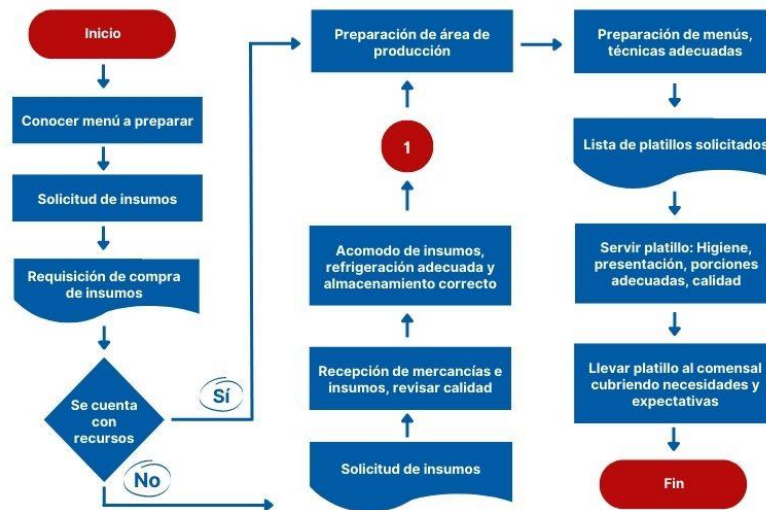 Inicio
Conocer menú a preparar
Solicitud de insumos
Requisición de compra
de insumos
Se cuenta
con
recursos
Sí
No
Preparación de área de
producción
1
Acomodo de insumos,
refrigeración adecuada y
almacenamiento correcto
Recepción de mercancías e
insumos, revisar calidad
Solicitud de insumos
Preparación de menús,
técnicas adecuadas
Lista de platillos solicitados
Servir platillo: Higiene,
presentación, porciones
adecuadas, calidad
Llevar platillo al comensal
cubriendo necesidades y
expectativas
Fin